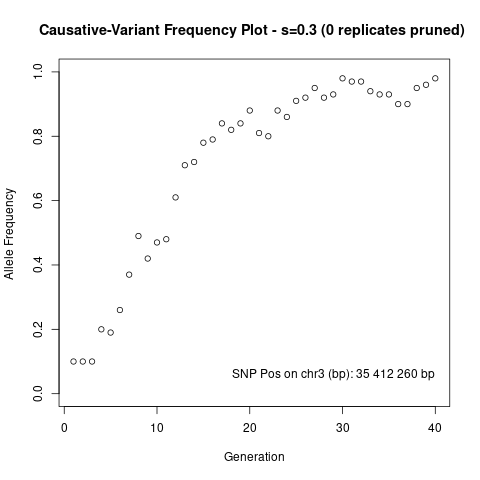 Causative-Variant Frequency Plot - s=0.3 (0 replicates pruned)
1.0
0.8
0.6
0.4
0.2
0.0
Allele Frequency
SNP Pos on chr3 (bp): 35 412 260 bp
0 10 20 30 40
Generation